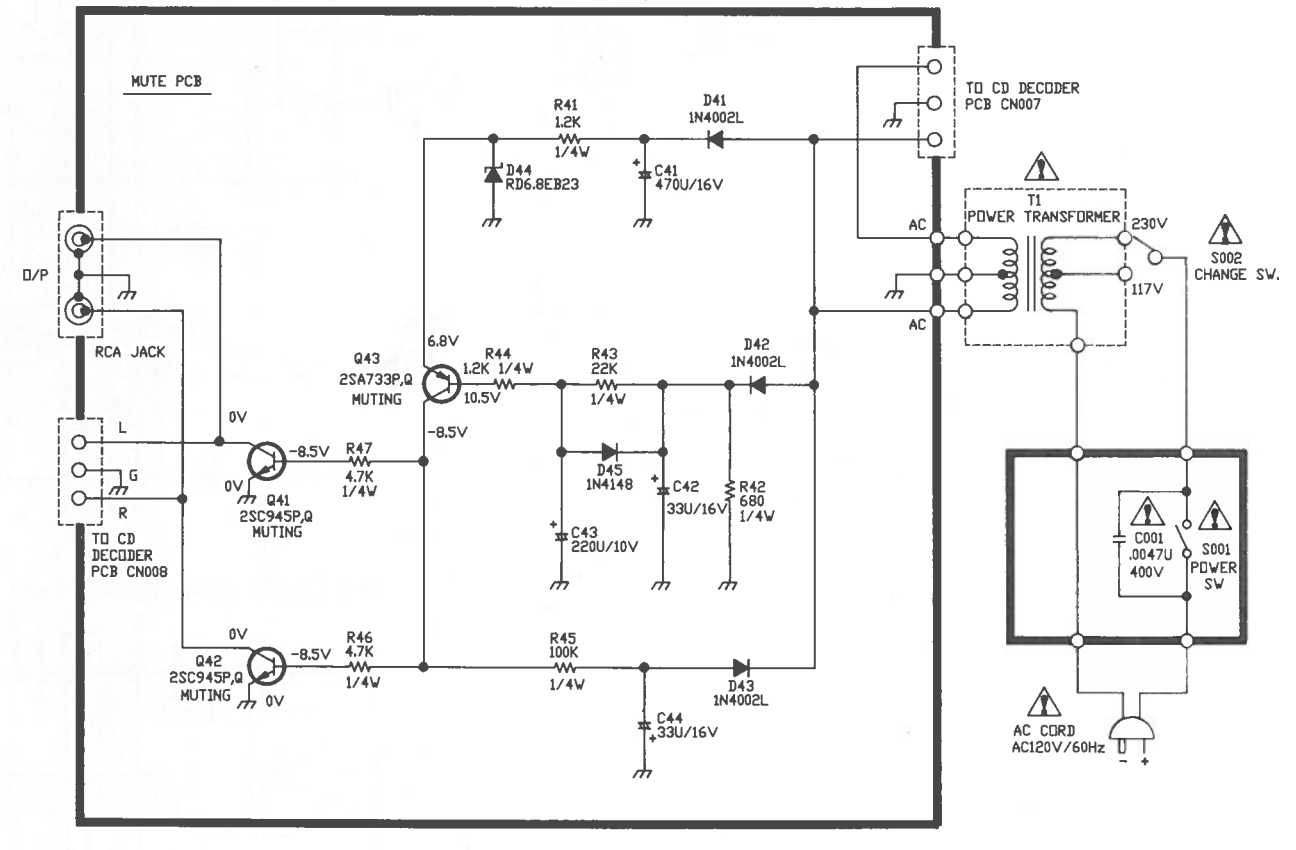 MUTE PCB
TO CD DECODER
PCB CN007
R41
1.2K
1/4W
D41
1N4002L
D44
RD6.8EB23
C41
470U/16V
T1
POWER TRANSFORMER
230V
117V
S002
CHANGE SW.
AC
AC
O/P
RCA JACK
Q43
2SA733P,Q
MUTING
6.8V
R44
1.2K 1/4W
10.5V
-8.5V
R43
22K
1/4W
D42
1N4002L
D45
1N4148
C42
33U/16V
R42
680
1/4W
C43
220U/10V
L
G
R
TO CD
DECODER
PCB CN008
0V
-8.5V
0V
Q41
2SC945P,Q
MUTING
R47
4.7K
1/4W
0V
-8.5V
Q42
2SC945P,Q
MUTING
0V
R46
4.7K
1/4W
R45
100K
1/4W
D43
1N4002L
C44
33U/16V
C001
.0047U
400V
S001
POWER
SW
AC CORD
AC120V/60Hz
- +